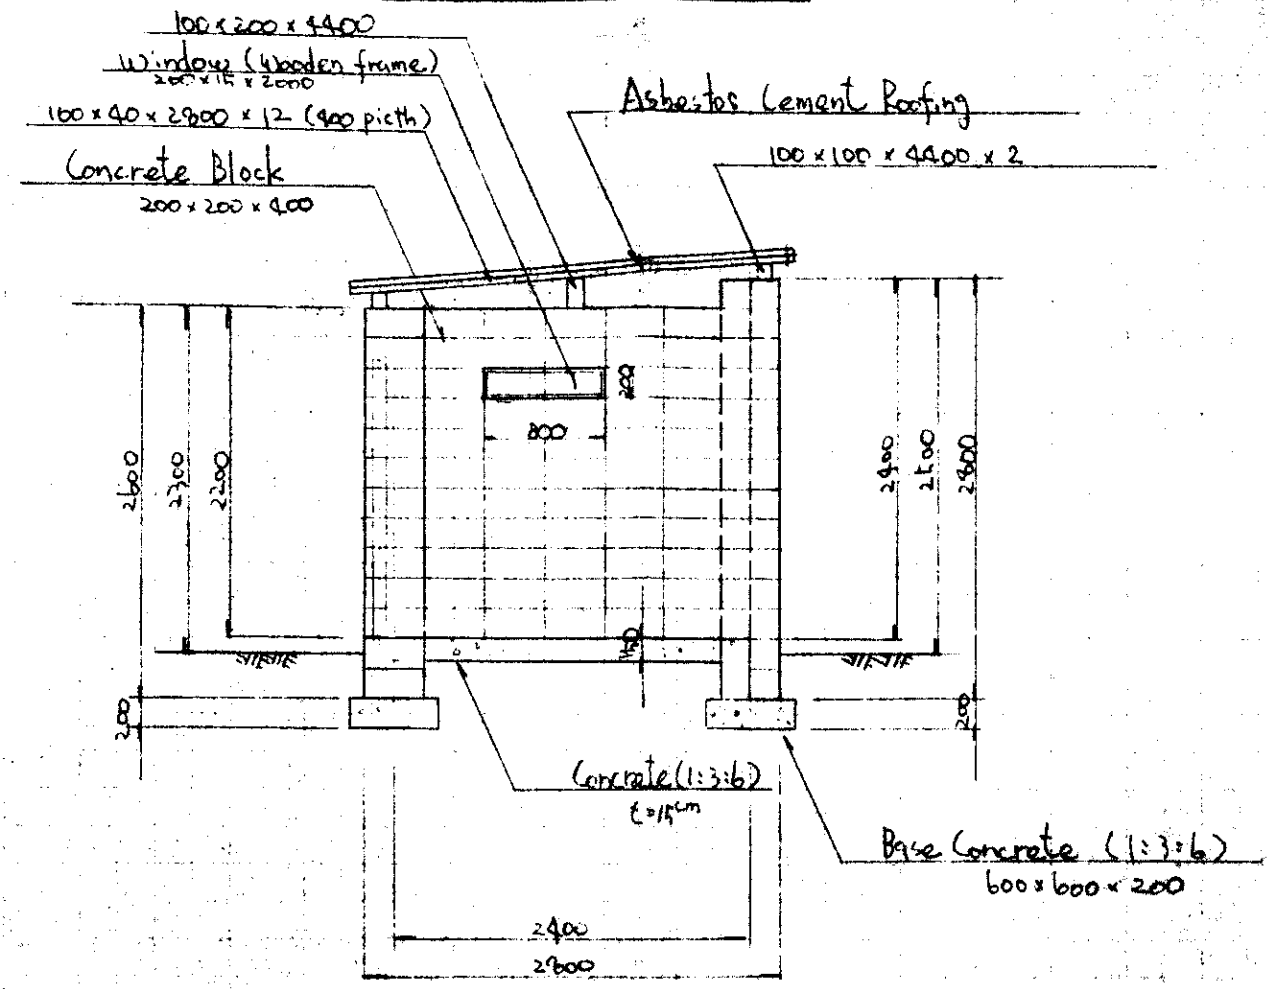 100 x 200 x 4400
Window (Wooden frame)
200 x 15 x 2000
Asbestos Cement Roofing
100 x 40 x 2800 x 12 (400 picth)
100 x 100 x 4400 x 2
Concrete Block
200 x 200 x 400
200
800
2600
2300
2200
2400
2500
2800
150
200
200
Concrete (1:3:6)
t=15cm
Base Concrete (1:3:6)
600 x 600 x 200
2400
2800